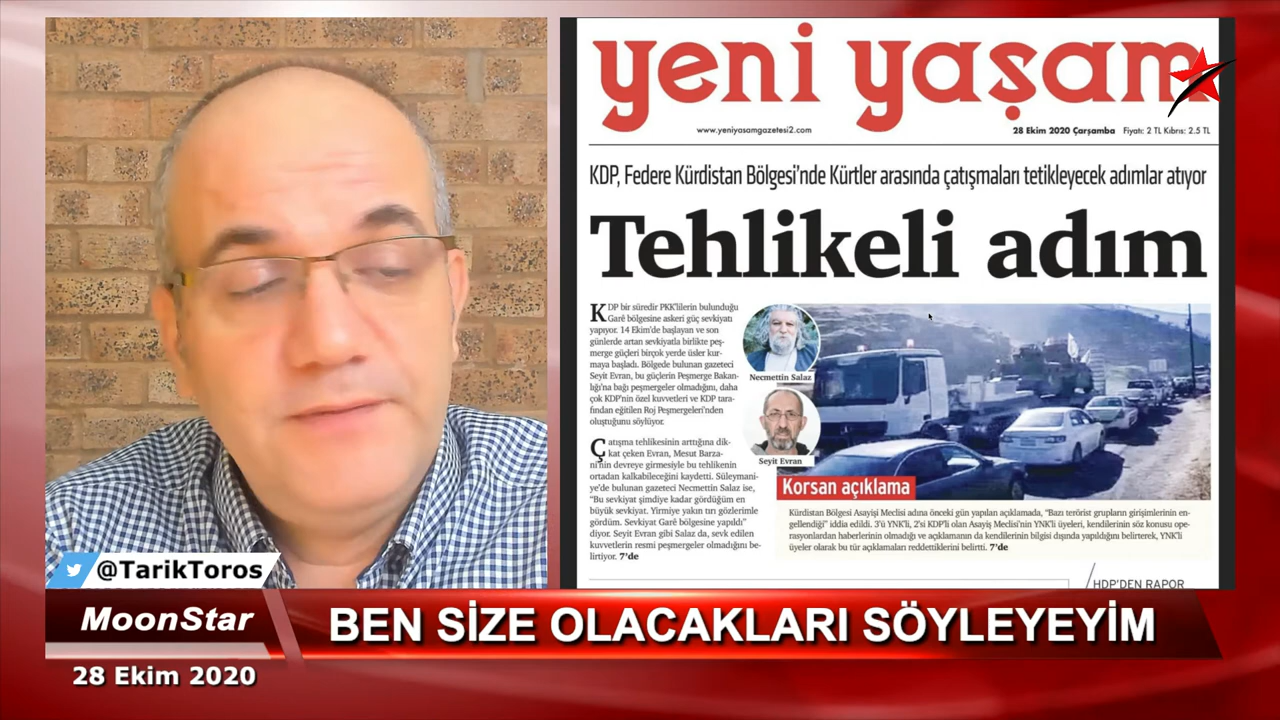 yeni yaşam
www.yeniyasamgazetesi2.com
28 Ekim 2020 Çarşamba Fiyatı: 2 TL Kıbrıs: 2.5 TL
KDP, Federe Kürdistan Bölgesi'nde Kürtler arasında çatışmaları tetikleyecek adımlar atıyor
Tehlikeli adım
KDP bir süredir PKK'lilerin bulunduğu
Garê bölgesine askeri güç sevkiyatı
yapıyor. 14 Ekim'de başlayan ve son
günlerde artan sevkiyatla birlikte peş-
merge güçleri birçok yerde üsler kur-
maya başladı. Bölgede bulunan gazeteci
Seyit Evran, bu güçlerin Peşmerge Bakan-
lığı'na bağı peşmergeler olmadığını, daha
çok KDP'nin özel kuvvetleri ve KDP tara-
fından eğitilen Roj Peşmergeleri'nden
oluştuğunu söylüyor.
Çatışma tehlikesinin arttığına dik-
kat çeken Evran, Mesut Barza-
ni'nin devreye girmesiyle bu tehlikenin
ortadan kalkabileceğini kaydetti. Süleymani-
ye'de bulunan gazeteci Necmettin Salaz ise,
"Bu sevkiyat şimdiye kadar gördüğüm en
büyük sevkiyat. Yirmiye yakın tırı gözlerimle
gördüm. Sevkiyat Garê bölgesine yapıldı"
diyor. Seyit Evran gibi Salaz da, sevk edilen
kuvvetlerin resmi peşmergeler olmadığını be-
lirtiyor. 7'de
Necmettin Salaz
Seyit Evran
Korsan açıklama
Kürdistan Bölgesi Asayişi Meclisi adına önceki gün yapılan açıklamada, "Bazı terörist grupların girişimlerinin en-
gellendiği" iddia edildi. 3'ü YNK'li, 2'si KDP'li olan Asayiş Meclisi'nin YNK'li üyeleri, kendilerinin söz konusu ope-
rasyonlardan haberlerinin olmadığı ve açıklamanın da kendilerinin bilgisi dışında yapıldığını belirterek, YNK'li
üyeler olarak bu tür açıklamaları reddettiklerini belirtti. 7'de
HDP'DEN RAPOR
@TarikToros
MoonStar
BEN SİZE OLACAKLARI SÖYLEYEYİM
28 Ekim 2020